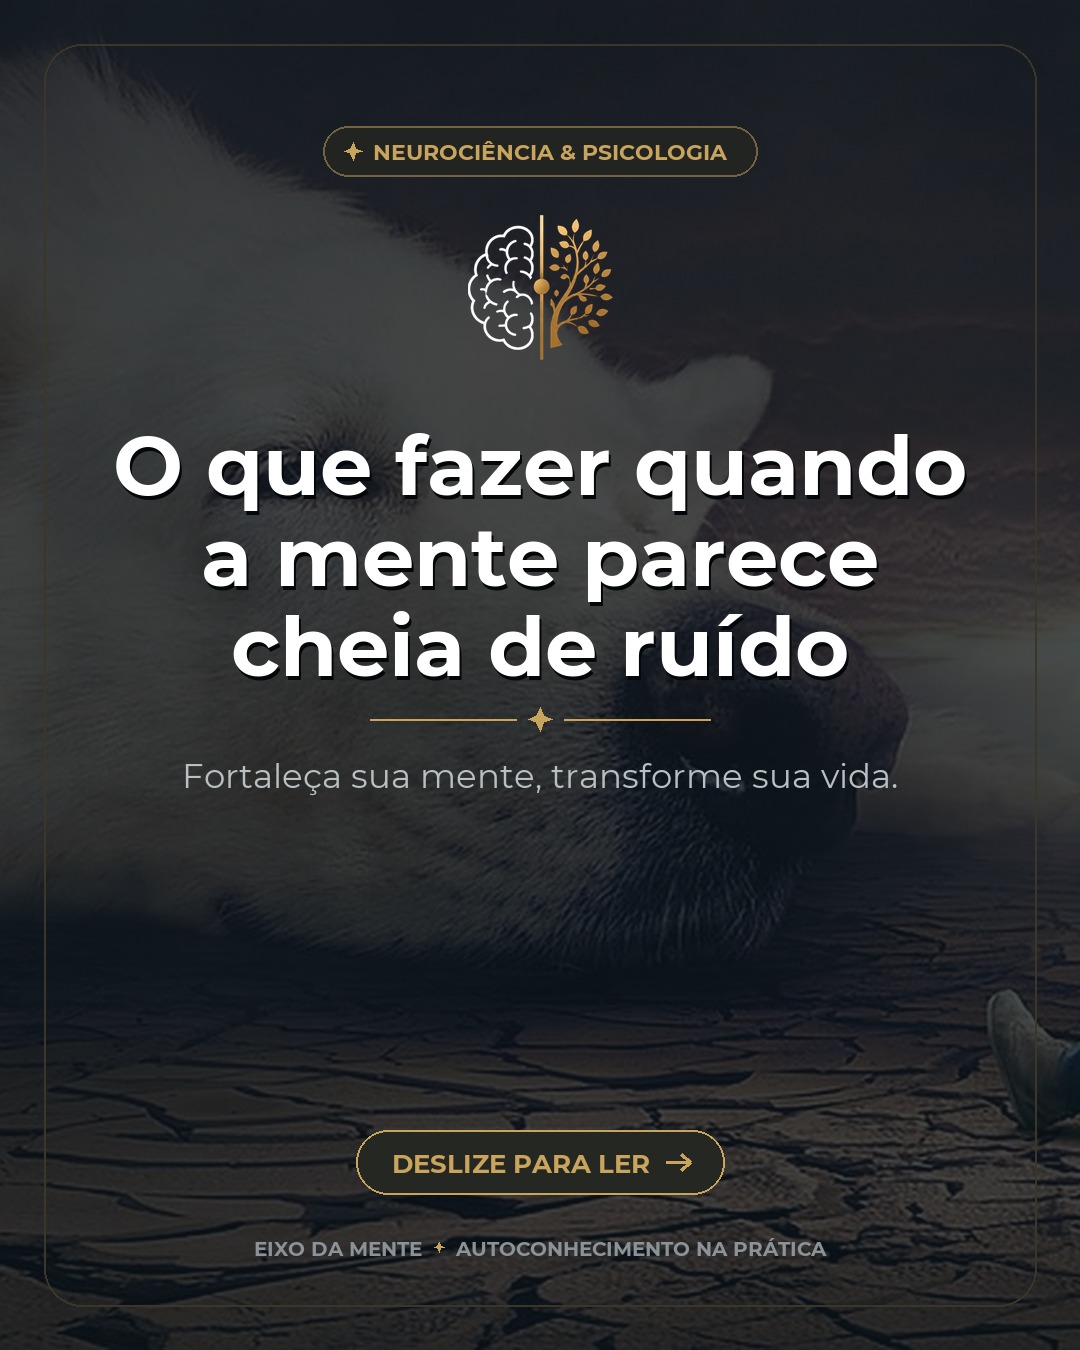 NEUROCIÊNCIA & PSICOLOGIA
O que fazer quando
a mente parece
cheia de ruído
Fortaleça sua mente, transforme sua vida.
DESLIZE PARA LER →
EIXO DA MENTE ✦ AUTOCONHECIMENTO NA PRÁTICA